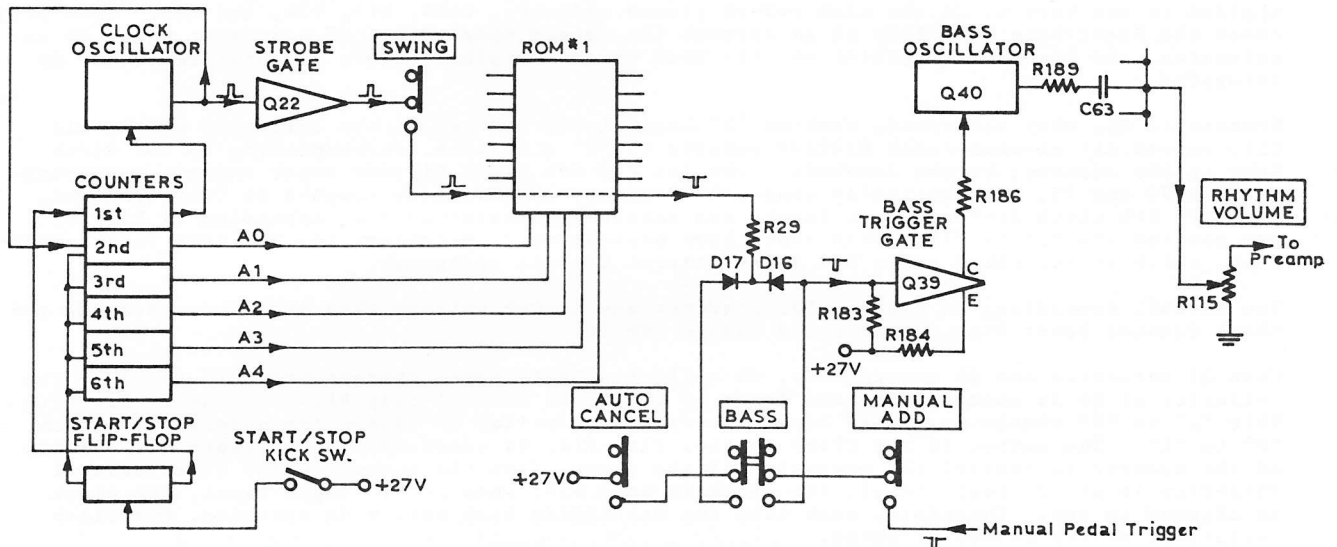 CLOCK
OSCILLATOR
STROBE
GATE
Q22
SWING
ROM #1
BASS
OSCILLATOR
Q40
R189
C63
R186
RHYTHM
VOLUME
To
Preamp
R115
COUNTERS
1st
2nd
3rd
4th
5th
6th
A0
A1
A2
A3
A4
R29
D17
D16
BASS
TRIGGER
GATE
Q39
C
E
R183
R184
+27V
START/STOP
FLIP-FLOP
START/STOP
KICK SW.
+27V
AUTO
CANCEL
+27V
BASS
MANUAL
ADD
Manual Pedal Trigger